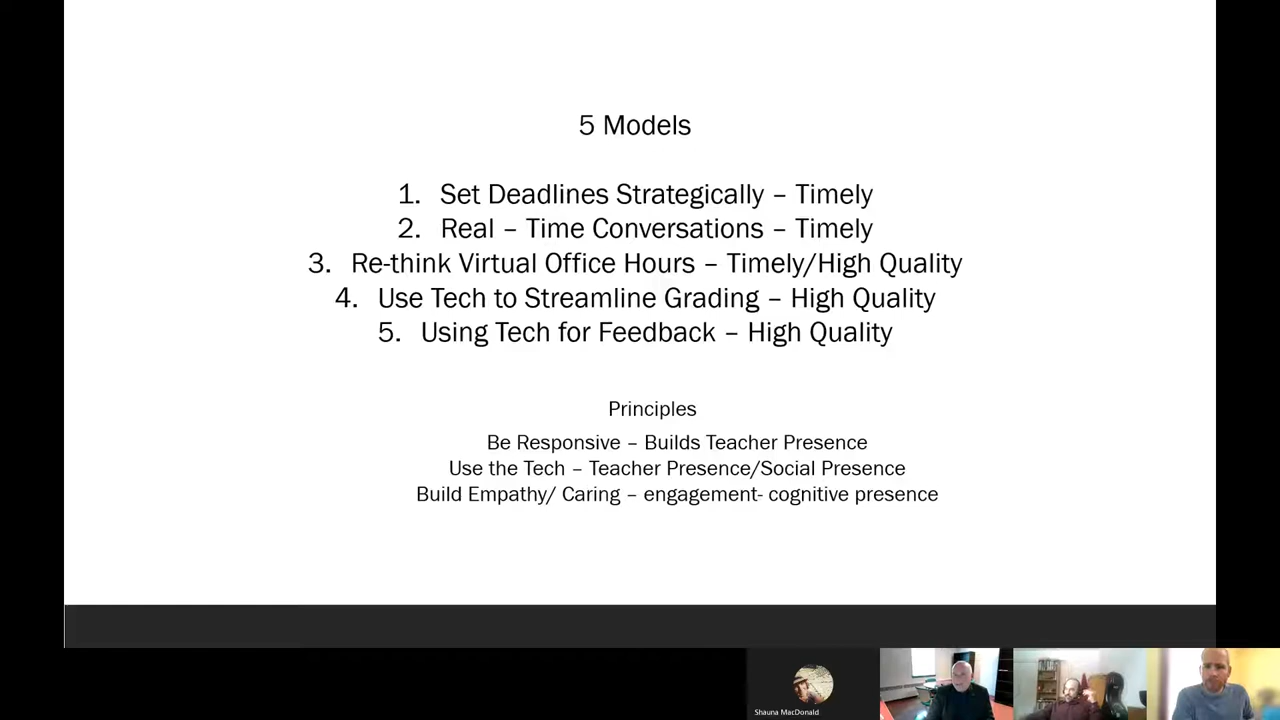 5 Models
1. Set Deadlines Strategically – Timely
2. Real – Time Conversations – Timely
3. Re-think Virtual Office Hours – Timely/High Quality
4. Use Tech to Streamline Grading – High Quality
5. Using Tech for Feedback – High Quality
Principles
Be Responsive – Builds Teacher Presence
Use the Tech – Teacher Presence/Social Presence
Build Empathy/ Caring – engagement- cognitive presence
Shauna MacDonald